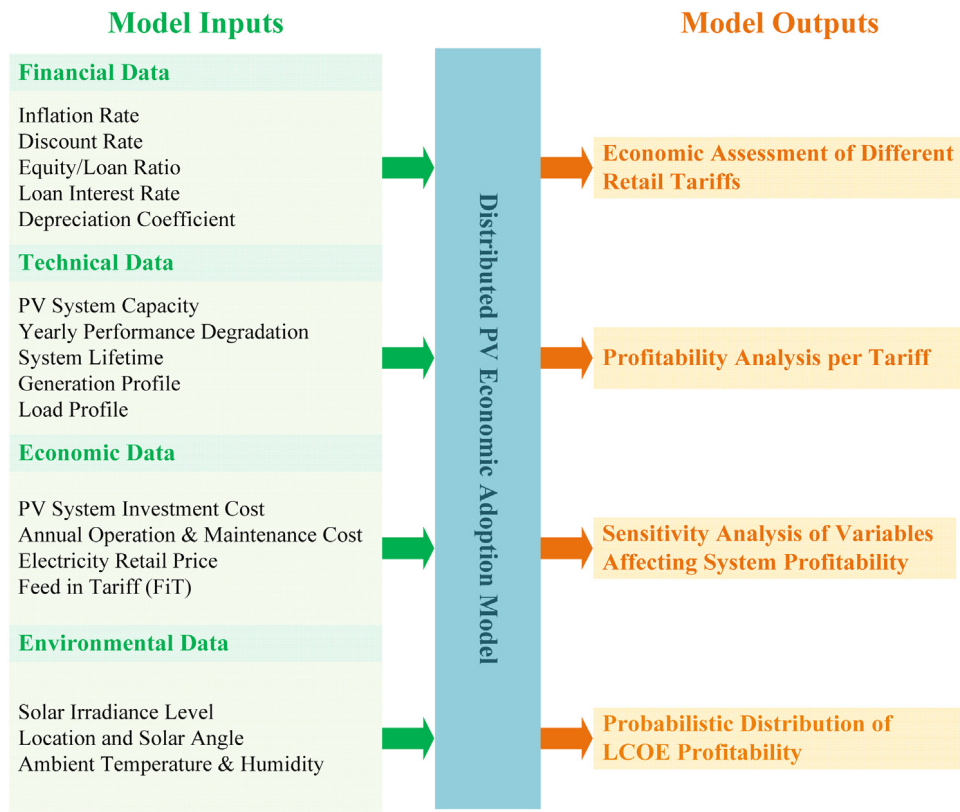 Model Inputs
Financial Data
Inflation Rate
Discount Rate
Equity/Loan Ratio
Loan Interest Rate
Depreciation Coefficient
Technical Data
PV System Capacity
Yearly Performance Degradation
System Lifetime
Generation Profile
Load Profile
Economic Data
PV System Investment Cost
Annual Operation & Maintenance Cost
Electricity Retail Price
Feed in Tariff (FiT)
Environmental Data
Solar Irradiance Level
Location and Solar Angle
Ambient Temperature & Humidity
Distributed PV Economic Adoption Model
Model Outputs
Economic Assessment of Different
Retail Tariffs
Profitability Analysis per Tariff
Sensitivity Analysis of Variables
Affecting System Profitability
Probabilistic Distribution of
LCOE Profitability